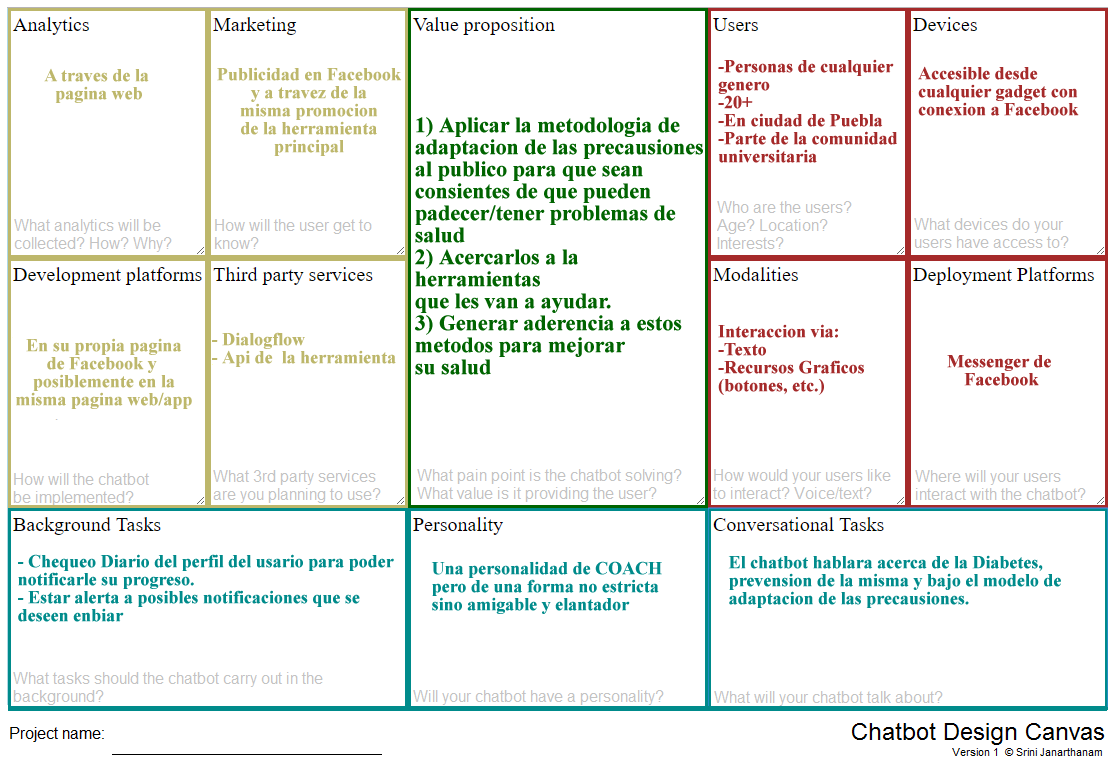 Analytics
A traves de la
pagina web
What analytics will be
collected? How? Why?
Marketing
Publicidad en Facebook
y a travez de la
misma promocion
de la herramienta
principal
How will the user get to
know?
Value proposition
1) Aplicar la metodologia de
adaptacion de las precausiones
al publico para que sean
consientes de que pueden
padecer/tener problemas de
salud
2) Acercarlos a la
herramientas
que les van a ayudar.
3) Generar aderencia a estos
metodos para mejorar
su salud
What pain point is the chatbot solving?
What value is it providing the user?
Users
-Personas de cualquier
genero
-20+
-En ciudad de Puebla
-Parte de la comunidad
universitaria
Who are the users?
Age? Location?
Interests?
Devices
Accesible desde
cualquier gadget con
conexion a Facebook
What devices do your
users have access to?
Development platforms
En su propia pagina
de Facebook y
posiblemente en la
misma pagina web/app
How will the chatbot
be implemented?
Third party services
- Dialogflow
- Api de la herramienta
What 3rd party services
are you planning to use?
Modalities
Interaccion via:
-Texto
-Recursos Graficos
(botones, etc.)
How would your users like
to interact? Voice/text?
Deployment Platforms
Messenger de
Facebook
Where will your users
interact with the chatbot?
Background Tasks
- Chequeo Diario del perfil del usario para poder
notificarle su progreso.
- Estar alerta a posibles notificaciones que se
deseen enbiar
What tasks should the chatbot carry out in the
background?
Personality
Una personalidad de COACH
pero de una forma no estricta
sino amigable y elantador
Will your chatbot have a personality?
Conversational Tasks
El chatbot hablara acerca de la Diabetes,
prevension de la misma y bajo el modelo de
adaptacion de las precausiones.
What will your chatbot talk about?
Project name:
Chatbot Design Canvas
Version 1 © Srini Janarthanam